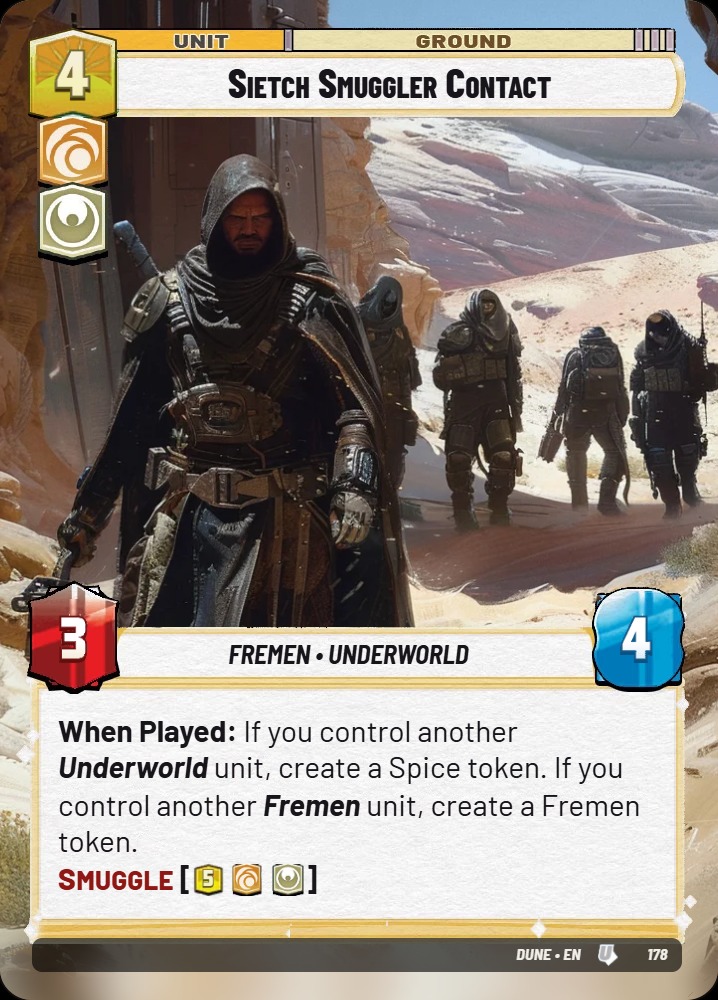 UNIT GROUND
4
Sietch Smuggler Contact
3
FREMEN • UNDERWORLD
4
When Played: If you control another
Underworld unit, create a Spice token. If you
control another Fremen unit, create a Fremen
token.
SMUGGLE [5]
DUNE • EN U 178